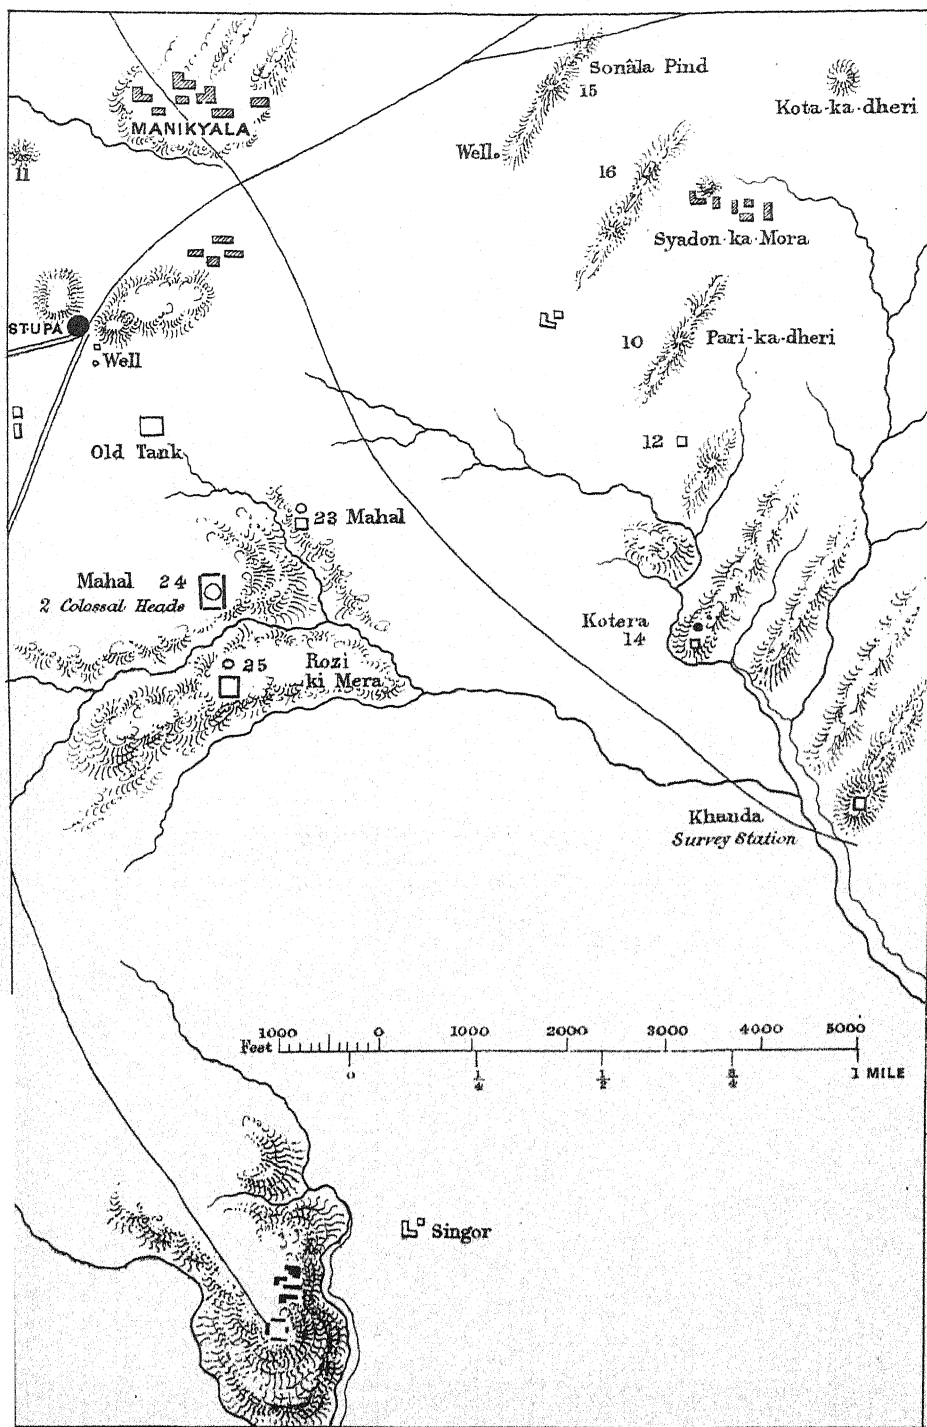 Sonâla Pind
15
Kota-ka-dheri
MANIKYALA
Well.
11
16
Syadon-ka-Mora
STUPA
Well
10
Pari-ka-dheri
Old Tank
12
23 Mahal
Mahal 24
2 Colossal Heads
Kotera
14
25
Rozi
ki Mera
Khanda
Survey Station
1000 0 1000 2000 3000 4000 5000
Feet
0 1/4 1/2 3/4 1 MILE
Singor